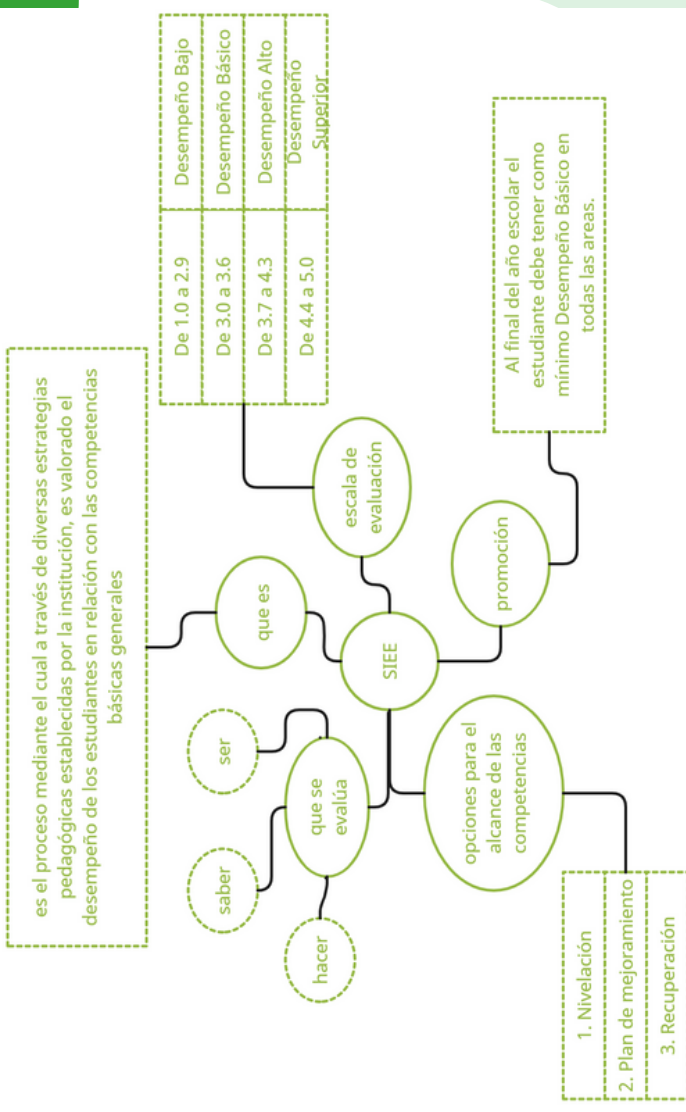 es el proceso mediante el cual a través de diversas estrategias
pedagógicas establecidas por la institución, es valorado el
desempeño de los estudiantes en relación con las competencias
básicas generales
De 1.0 a 2.9 Desempeño Bajo
De 3.0 a 3.6 Desempeño Básico
De 3.7 a 4.3 Desempeño Alto
De 4.4 a 5.0 Desempeño
Superior
saber
ser
que es
escala de
evaluación
hacer
que se
evalúa
SIEE
opciones para el
alcance de las
competencias
promoción
Al final del año escolar el
estudiante debe tener como
mínimo Desempeño Básico en
todas las areas.
1. Nivelación
2. Plan de mejoramiento
3. Recuperación